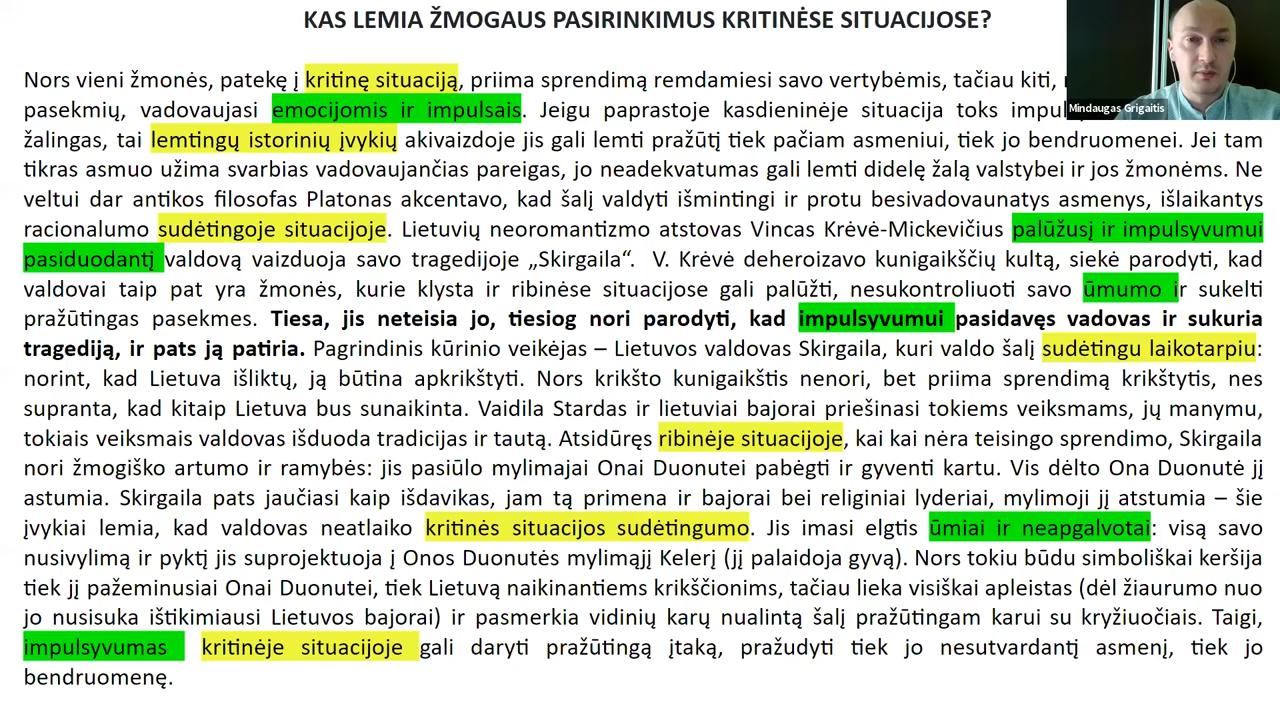 KAS LEMIA ŽMOGAUS PASIRINKIMUS KRITINĖSE SITUACIJOSE?
Nors vieni žmonės, patekę į kritinę situaciją, priima sprendimą remdamiesi savo vertybėmis, tačiau kiti,
pasekmių, vadovaujasi emocijomis ir impulsais. Jeigu paprastoje kasdieninėje situacija toks
Mindaugas Grigaitis
žalingas, tai lemtingų istorinių įvykių akivaizdoje jis gali lemti pražūtį tiek pačiam asmeniui, tiek jo bendruomenei. Jei tam
tikras asmuo užima svarbias vadovaujančias pareigas, jo neadekvatumas gali lemti didelę žalą valstybei ir jos žmonėms. Ne
veltui dar antikos filosofas Platonas akcentavo, kad šalį valdyti išmintingi ir protu besivadovaunatys asmenys, išlaikantys
racionalumo sudėtingoje situacijoje. Lietuvių neoromantizmo atstovas Vincas Krėvė-Mickevičius palūžusį ir impulsyvumui
pasiduodantį valdovą vaizduoja savo tragedijoje „Skirgaila“. V. Krėvė deheroizavo kunigaikščių kultą, siekė parodyti, kad
valdovai taip pat yra žmonės, kurie klysta ir ribinėse situacijose gali palūžti, nesukontroliuoti savo ūmumo ir sukelti
pražūtingas pasekmes. Tiesa, jis neteisia jo, tiesiog nori parodyti, kad impulsyvumui pasidavęs vadovas ir sukuria
tragediją, ir pats ją patiria. Pagrindinis kūrinio veikėjas – Lietuvos valdovas Skirgaila, kuri valdo šalį sudėtingu laikotarpiu:
norint, kad Lietuva išliktų, ją būtina apkrikštyti. Nors krikšto kunigaikštis nenori, bet priima sprendimą krikštytis, nes
supranta, kad kitaip Lietuva bus sunaikinta. Vaidila Stardas ir lietuviai bajorai priešinasi tokiems veiksmams, jų manymu,
tokiais veiksmais valdovas išduoda tradicijas ir tautą. Atsidūręs ribinėje situacijoje, kai kai nėra teisingo sprendimo, Skirgaila
nori žmogiško artumo ir ramybės: jis pasiūlo mylimajai Onai Duonutei pabėgti ir gyventi kartu. Vis dėlto Ona Duonutė jį
astumia. Skirgaila pats jaučiasi kaip išdavikas, jam tą primena ir bajorai bei religiniai lyderiai, mylimoji jį atstumia – šie
įvykiai lemia, kad valdovas neatlaiko kritinės situacijos sudėtingumo. Jis imasi elgtis ūmiai ir neapgalvotai: visą savo
nusivylimą ir pyktį jis suprojektuoja į Onos Duonutės mylimąjį Kelerį (jį palaidoja gyvą). Nors tokiu būdu simboliškai keršija
tiek jį pažeminusiai Onai Duonutei, tiek Lietuvą naikinantiems krikščionims, tačiau lieka visiškai apleistas (dėl žiaurumo nuo
jo nusisuka ištikimiausi Lietuvos bajorai) ir pasmerkia vidinių karų nualintą šalį pražūtingam karui su kryžiuočiais. Taigi,
impulsyvumas kritinėje situacijoje gali daryti pražūtingą įtaką, pražudyti tiek jo nesutvardantį asmenį, tiek jo
bendruomenę.